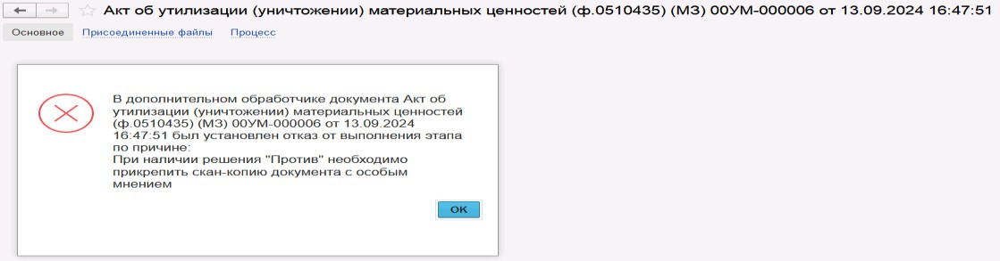 Акт об утилизации (уничтожении) материальных ценностей (ф.0510435) (МЗ) 00УМ-000006 от 13.09.2024 16:47:51
Основное Присоединенные файлы Процесс
В дополнительном обработчике документа Акт об
утилизации (уничтожении) материальных ценностей
(ф.0510435) (МЗ) 00УМ-000006 от 13.09.2024
16:47:51 был установлен отказ от выполнения этапа
по причине:
При наличии решения "Против" необходимо
прикрепить скан-копию документа с особым
мнением
ОК